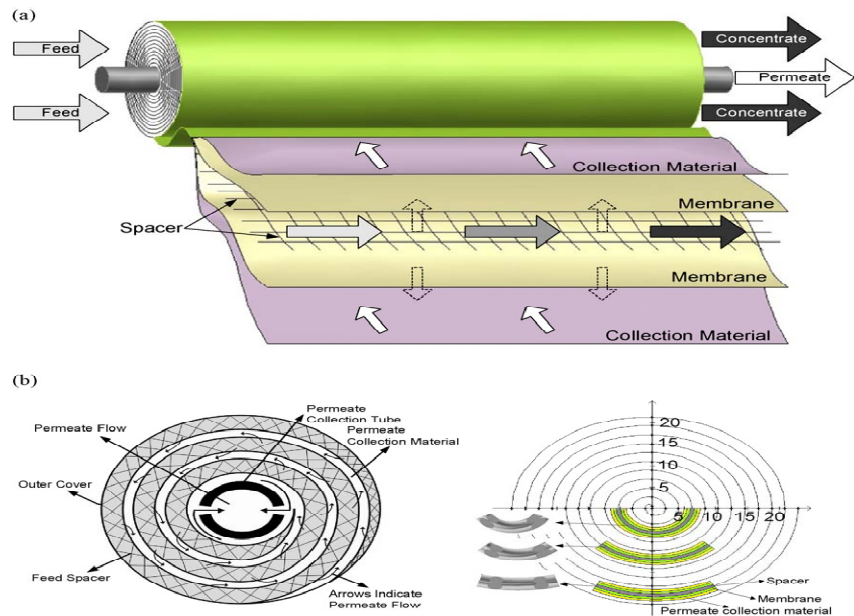 (a)
Feed
Feed
Concentrate
Permeate
Concentrate
Collection Material
Membrane
Spacer
Membrane
Collection Material
(b)
Permeate
Collection Tube
Permeate Flow
Permeate
Collection Material
Outer Cover
Feed Spacer
Arrows Indicate
Permeate Flow
20
15
10
5
5 10 15 20
Spacer
Membrane
Permeate collection material